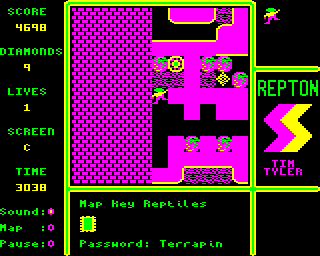 SCORE
4698
DIAMONDS
9
LIVES
1
SCREEN
C
TIME
3038
Sound:
Map :
Pause:
REPTON
TIM
TYLER
Map Key Reptiles
Password: Terrapin